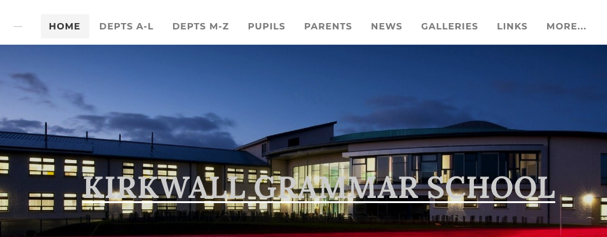 HOME DEPTS A-L DEPTS M-Z PUPILS PARENTS NEWS GALLERIES LINKS MORE...
KIRKWALL GRAMMAR SCHOOL